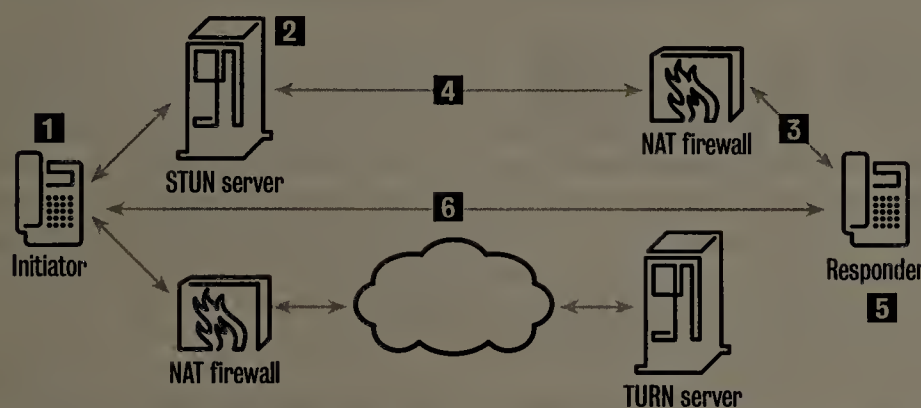 2
4
1
3
NAT firewall
STUN server
6
Initiator
Responder
5
NAT firewall
TURN server